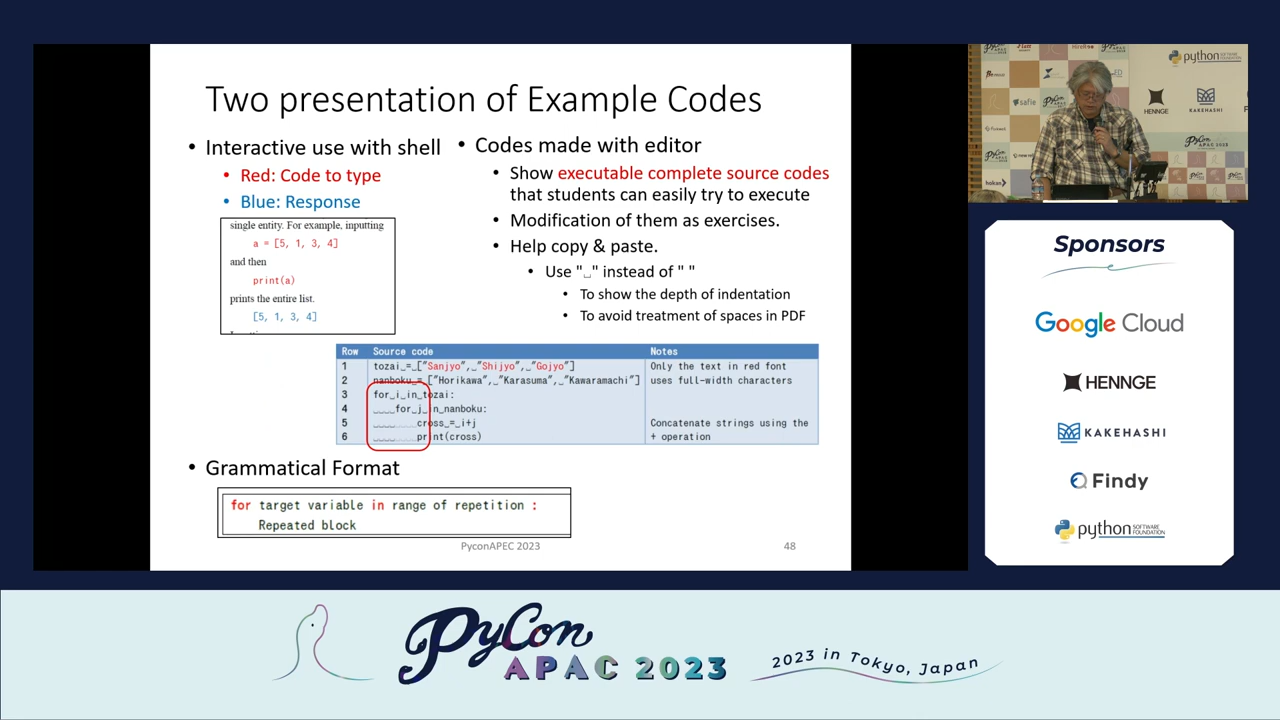 Two presentation of Example Codes
• Interactive use with shell
• Red: Code to type
• Blue: Response
single entity. For example, inputting
a = [5, 1, 3, 4]
and then
print(a)
prints the entire list.
[5, 1, 3, 4]
• Codes made with editor
• Show executable complete source codes
that students can easily try to execute
• Modification of them as exercises.
• Help copy & paste.
• Use "␣" instead of " "
• To show the depth of indentation
• To avoid treatment of spaces in PDF
Row Source code Notes
1 tozai␣=␣["Sanjyo",␣"Shijyo",␣"Gojyo"] Only the text in red font
2 nanboku␣=␣["Horikawa",␣"Karasuma",␣"Kawaramachi"] uses full-width characters
3 for␣i␣in␣tozai:
4 ␣␣␣␣for␣j␣in␣nanboku:
5 ␣␣␣␣␣␣␣␣cross␣=␣i+j Concatenate strings using the
6 ␣␣␣␣␣␣␣␣print(cross) + operation
• Grammatical Format
for target variable in range of repetition :
Repeated block
PyconAPEC 2023
48
python
HENNGE
KAKEHASHI
safie
Sponsors
Google Cloud
HENNGE
KAKEHASHI
Findy
python SOFTWARE FOUNDATION
PyCon
APAC 2023
2023 in Tokyo, Japan